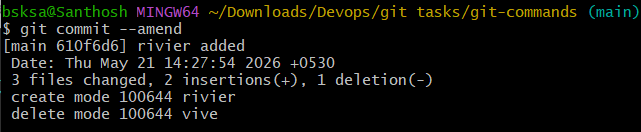 bsksa@Santhosh MINGW64 ~/Downloads/Devops/git tasks/git-commands (main)
$ git commit --amend
[main 610f6d6] rivier added
 Date: Thu May 21 14:27:54 2026 +0530
 3 files changed, 2 insertions(+), 1 deletion(-)
 create mode 100644 rivier
 delete mode 100644 vive